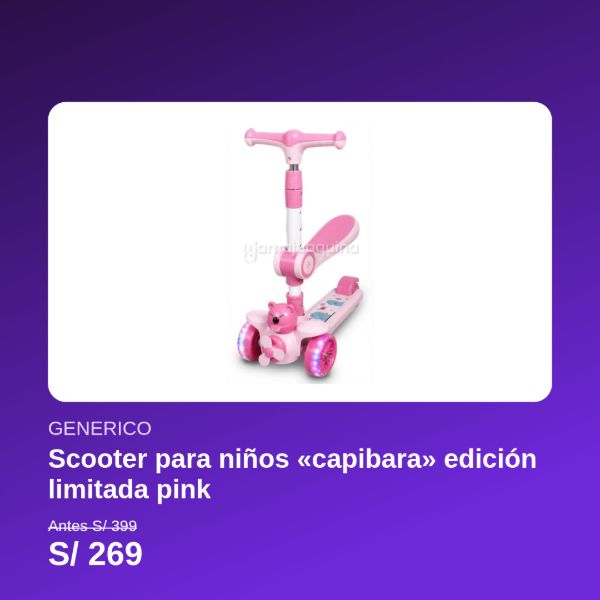 GENERICO
Scooter para niños «capibara» edición
limitada pink
Antes S/ 399
S/ 269